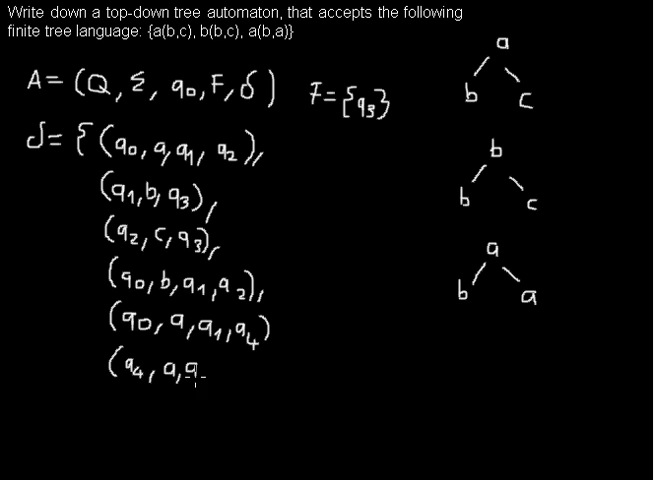 Write down a top-down tree automaton, that accepts the following
finite tree language: {a(b,c), b(b,c), a(b,a)}
A = (Q, Σ, q0, F, δ)   F = {q3}
δ = { (q0, a, q1, q2),
(q1, b, q3),
(q2, c, q3),
(q0, b, q1, q2),
(q0, a, q1, q4)
(q4, a, q
a
b c
b
b c
a
b a